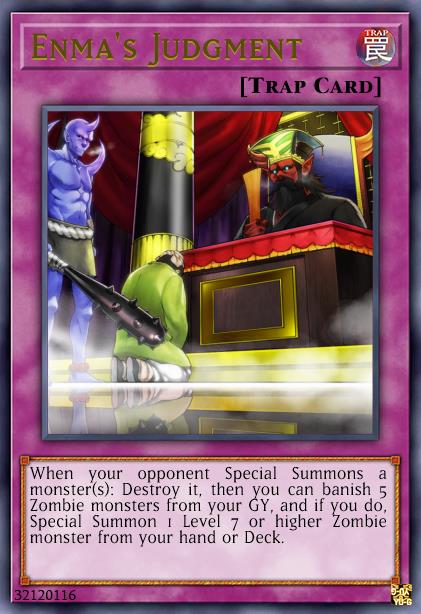 Enma's Judgment
TRAP
罠
[Trap Card]
When your opponent Special Summons a
monster(s): Destroy it, then you can banish 5
Zombie monsters from your GY, and if you do,
Special Summon 1 Level 7 or higher Zombie
monster from your hand or Deck.
32120116